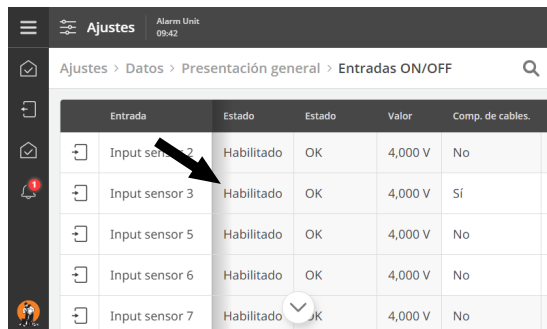 Ajustes
Alarm Unit
09:42
Ajustes > Datos > Presentación general > Entradas ON/OFF
Entrada Estado Estado Valor Comp. de cables.
Input sensor 2 Habilitado OK 4,000 V No
1
Input sensor 3 Habilitado OK 4,000 V Sí
Input sensor 5 Habilitado OK 4,000 V No
Input sensor 6 Habilitado OK 4,000 V No
Input sensor 7 Habilitado OK 4,000 V No